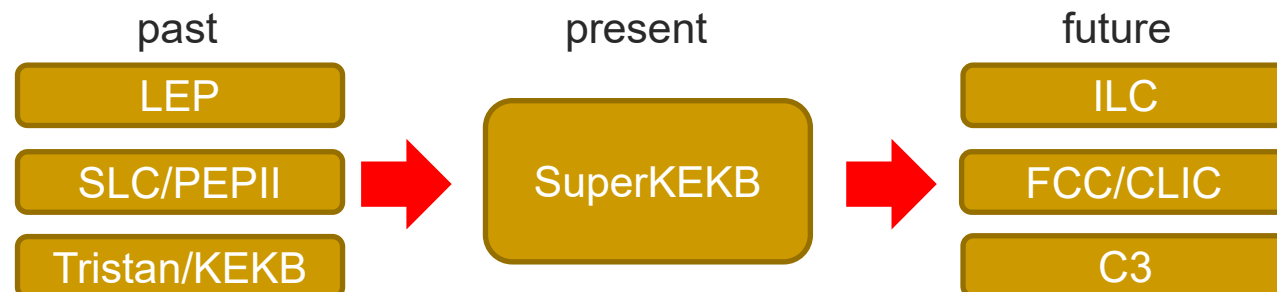 past
present
future
LEP
SLC/PEPII
Tristan/KEKB
SuperKEKB
ILC
FCC/CLIC
C3